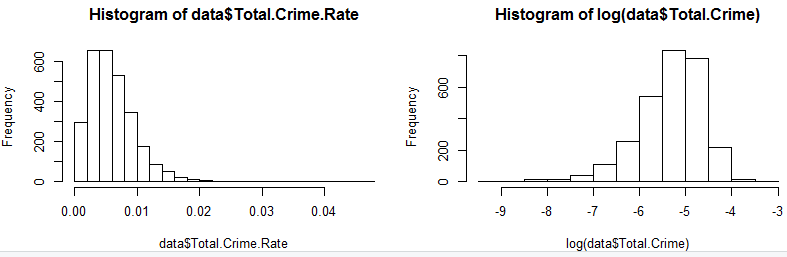 Histogram of data$Total.Crime.Rate
Frequency
0 200 400 600
0.00 0.01 0.02 0.03 0.04
data$Total.Crime.Rate
Histogram of log(data$Total.Crime)
Frequency
0 200 600
-9 -8 -7 -6 -5 -4 -3
log(data$Total.Crime)